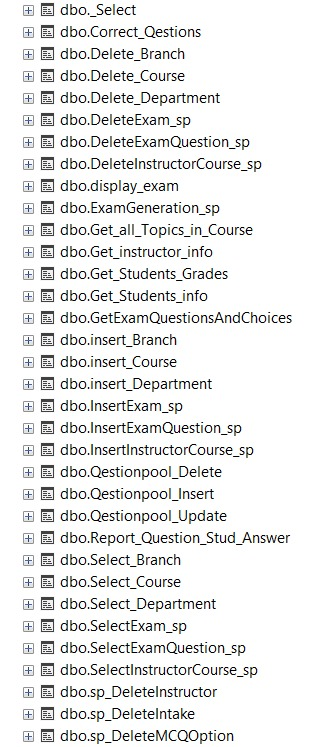 dbo._Select
dbo.Correct_Qestions
dbo.Delete_Branch
dbo.Delete_Course
dbo.Delete_Department
dbo.DeleteExam_sp
dbo.DeleteExamQuestion_sp
dbo.DeleteInstructorCourse_sp
dbo.display_exam
dbo.ExamGeneration_sp
dbo.Get_all_Topics_in_Course
dbo.Get_instructor_info
dbo.Get_Students_Grades
dbo.Get_Students_info
dbo.GetExamQuestionsAndChoices
dbo.insert_Branch
dbo.insert_Course
dbo.insert_Department
dbo.InsertExam_sp
dbo.InsertExamQuestion_sp
dbo.InsertInstructorCourse_sp
dbo.Qestionpool_Delete
dbo.Qestionpool_Insert
dbo.Qestionpool_Update
dbo.Report_Question_Stud_Answer
dbo.Select_Branch
dbo.Select_Course
dbo.Select_Department
dbo.SelectExam_sp
dbo.SelectExamQuestion_sp
dbo.SelectInstructorCourse_sp
dbo.sp_DeleteInstructor
dbo.sp_DeleteIntake
dbo.sp_DeleteMCQOption